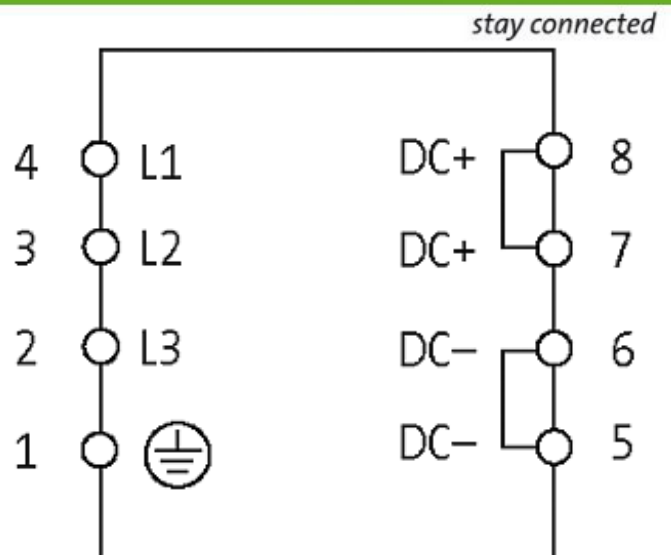 stay connected
4 L1 DC+ 8
3 L2 DC+ 7
2 L3 DC– 6
1 DC– 5